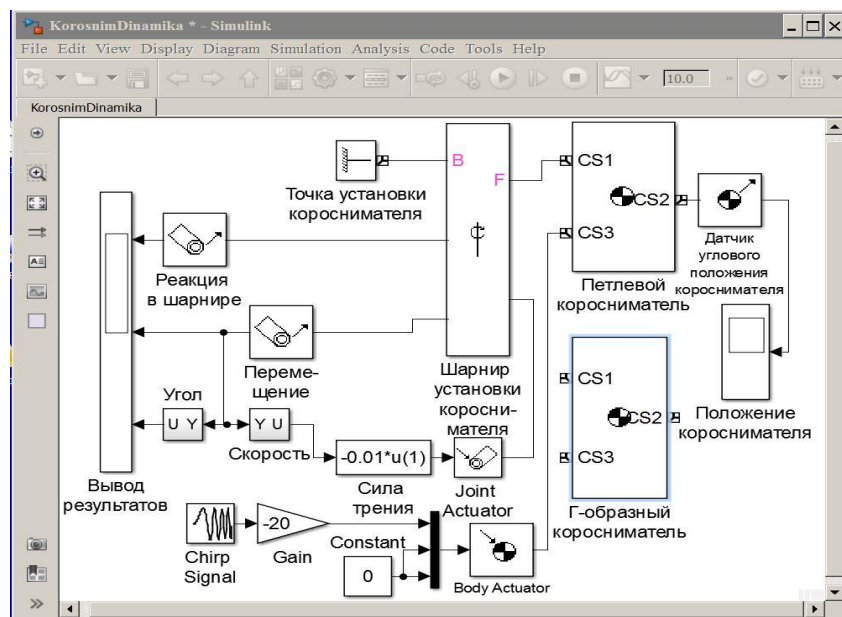 KorosnimDinamika * - Simulink
File Edit View Display Diagram Simulation Analysis Code Tools Help
10.0
»
KorosnimDinamika
Точка установки
короснимателя
B
F
CS1
CS2
CS3
Петлевой
коросниматель
Датчик
углового
положения
короснимателя
Реакция
в шарнире
Переме-
щение
Шарнир
установки
коросни-
мателя
CS1
CS2
CS3
Г-образный
коросниматель
Положение
короснимателя
Угол
U Y
Y U
Скорость
-0.01*u(1)
Сила
трения
Joint
Actuator
Вывод
результатов
Chirp
Signal
-20
Gain
Constant
0
Body Actuator